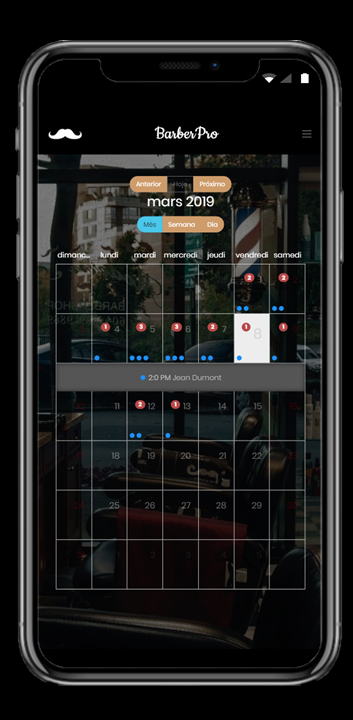 BarberPro
Anterior Hoje Próximo
mars 2019
Mês Semana Dia
dimanc... lundi mardi mercredi jeudi vendredi samedi
2 1 2
1 4 3 5 3 6 2 7 1 8 1
2:0 PM Jean Dumont
11 2 12 1 13 14 15
18 19 20 21 22
25 26 27 28 29